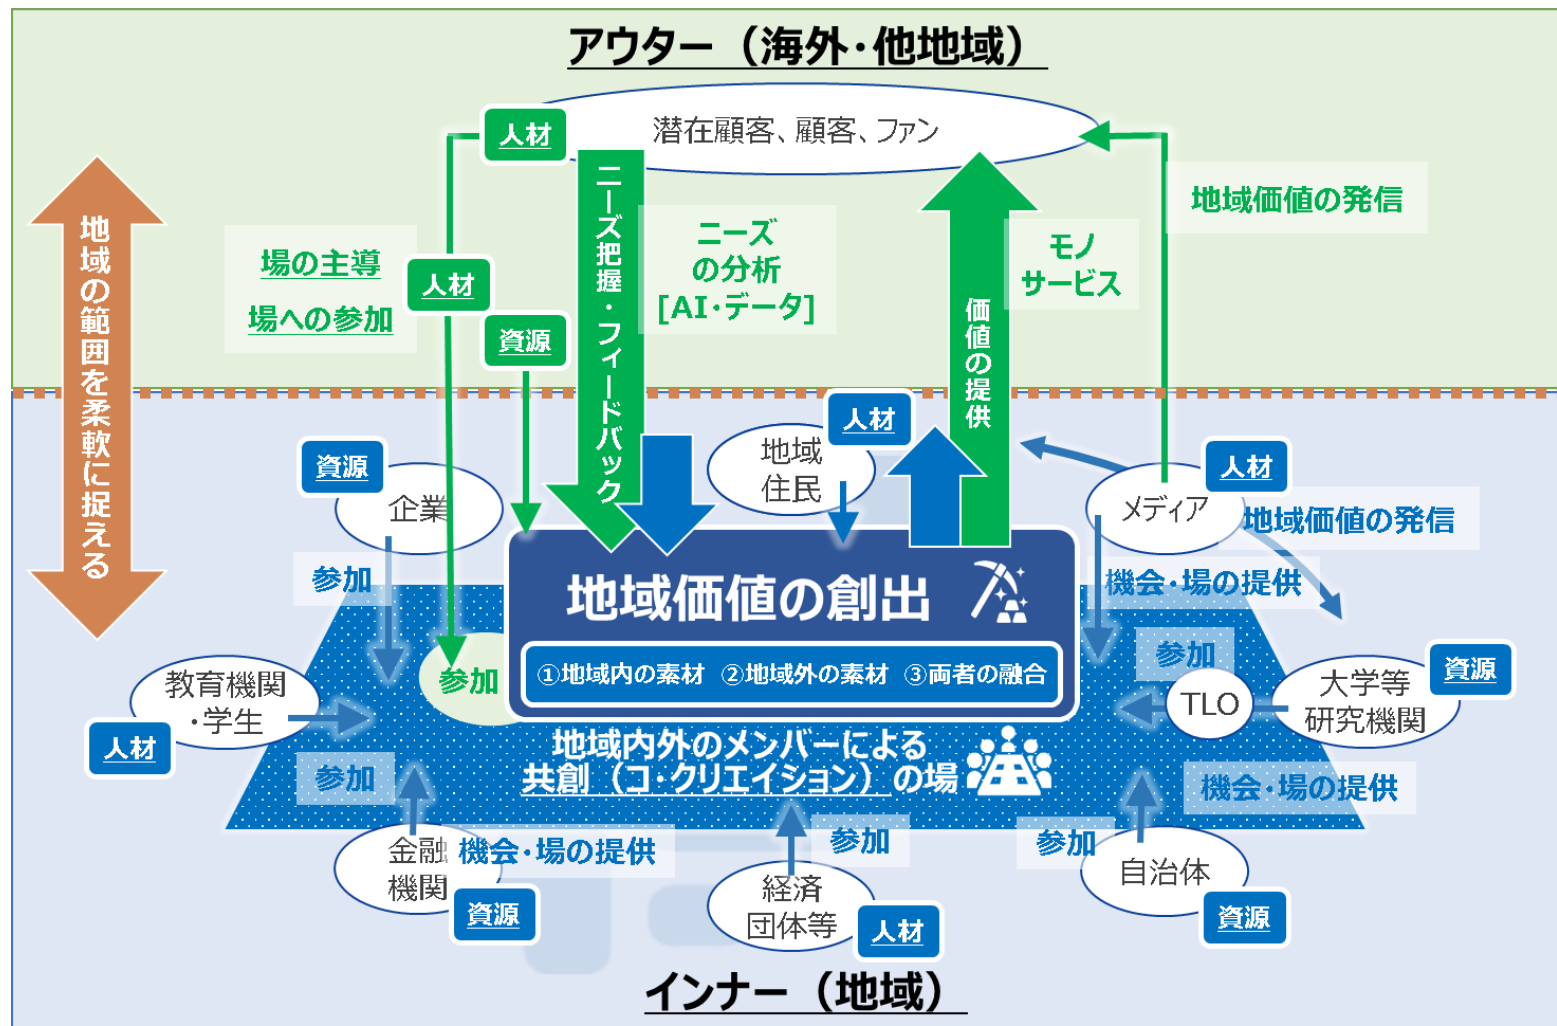 アウター（海外・他地域）
人材
潜在顧客、顧客、ファン
地域の範囲を柔軟に捉える
場の主導
場への参加
人材
資源
ニーズ把握・フィードバック
ニーズ
の分析
[AI・データ]
価値の提供
モノ
サービス
地域価値の発信
資源
企業
参加
地域
住民
人材
メディア
人材
地域価値の発信
機会・場の提供
地域価値の創出
①地域内の素材 ②地域外の素材 ③両者の融合
参加
教育機関
・学生
人材
参加
TLO
大学等
研究機関
資源
地域内外のメンバーによる
共創（コ・クリエイション）の場
参加
機会・場の提供
金融
機関
機会・場の提供
資源
参加
経済
団体等
人材
参加
自治体
資源
インナー（地域）